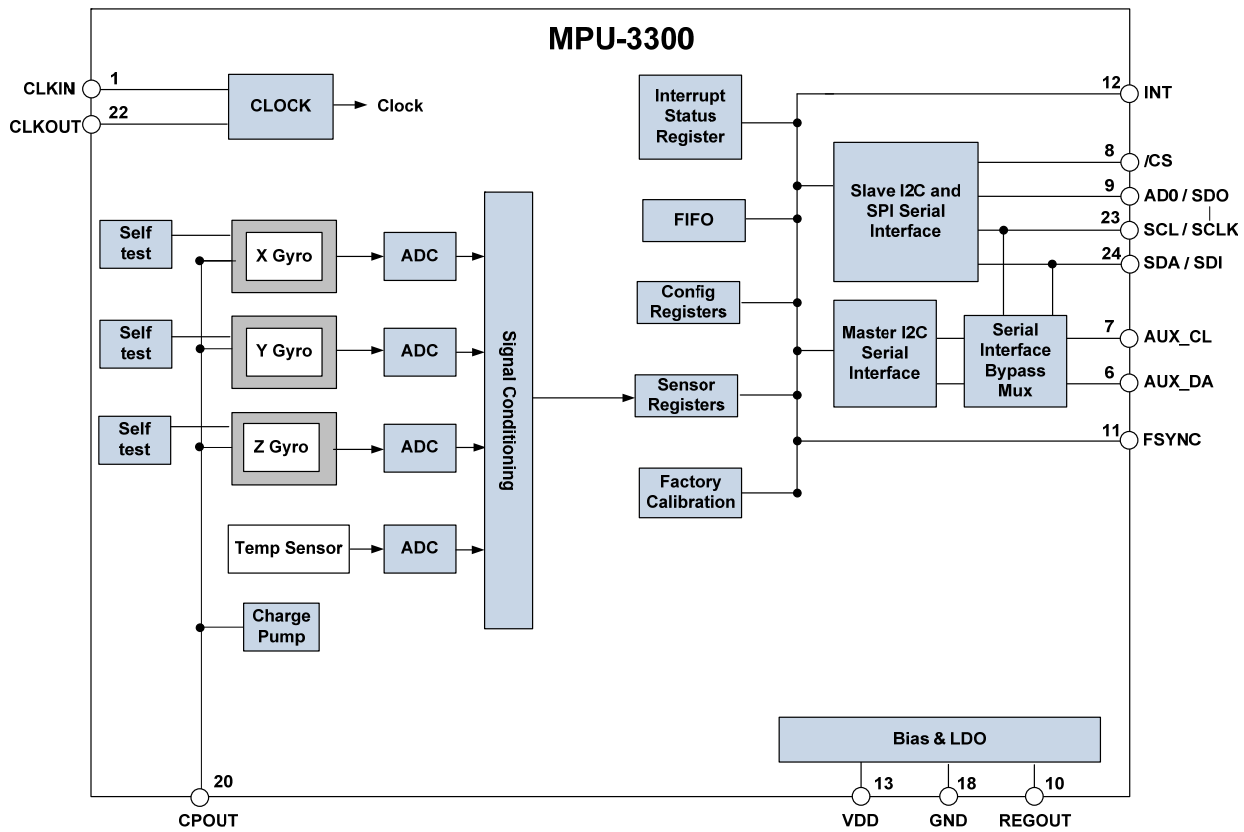 MPU-3300
CLKIN
1
22
CLKOUT
CLOCK
Clock
Self
test
X Gyro
ADC
Self
test
Y Gyro
ADC
Self
test
Z Gyro
ADC
Temp Sensor
ADC
Charge
Pump
Signal Conditioning
Interrupt
Status
Register
FIFO
Config
Registers
Sensor
Registers
Factory
Calibration
Slave I2C and
SPI Serial
Interface
Master I2C
Serial
Interface
Serial
Interface
Bypass
Mux
12
INT
8
/CS
9
AD0 / SDO
23
SCL / SCLK
24
SDA / SDI
7
AUX_CL
6
AUX_DA
11
FSYNC
Bias & LDO
20
CPOUT
13
VDD
18
GND
10
REGOUT